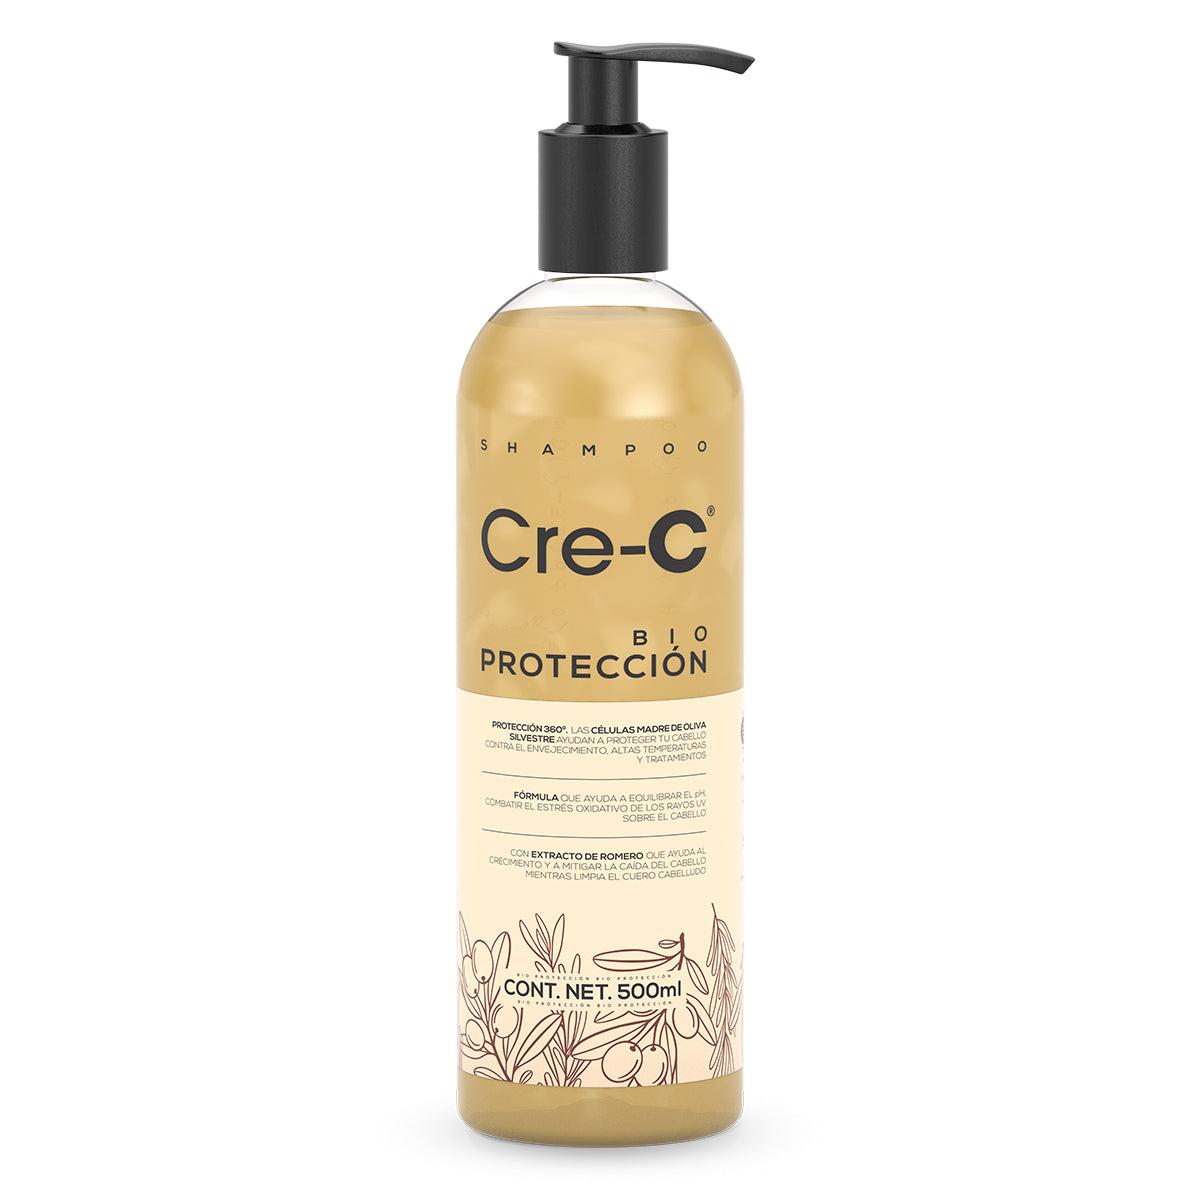 SHAMPOO
Cre-C®
BIO
PROTECCIÓN
PROTECCIÓN 360º. LAS CÉLULAS MADRE DE OLIVA
SILVESTRE AYUDAN A PROTEGER TU CABELLO
CONTRA EL ENVEJECIMIENTO, ALTAS TEMPERATURAS
Y TRATAMIENTOS
FÓRMULA QUE AYUDA A EQUILIBRAR EL pH,
COMBATIR EL ESTRÉS OXIDATIVO DE LOS RAYOS UV
SOBRE EL CABELLO
CON EXTRACTO DE ROMERO QUE AYUDA AL
CRECIMIENTO Y A MITIGAR LA CAÍDA DEL CABELLO
MIENTRAS LIMPIA EL CUERO CABELLUDO
BIO PROTECCIÓN BIO PROTECCIÓN
CONT. NET. 500ml
BIO PROTECCIÓN BIO PROTECCIÓN